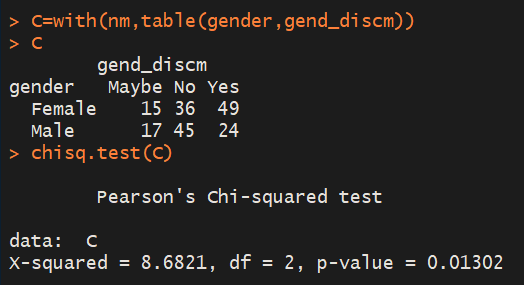 > C=with(nm,table(gender,gend_discm))
> C
        gend_discm
gender   Maybe No Yes
  Female    15 36  49
  Male      17 45  24
> chisq.test(C)
        Pearson's Chi-squared test
data:  C
X-squared = 8.6821, df = 2, p-value = 0.01302